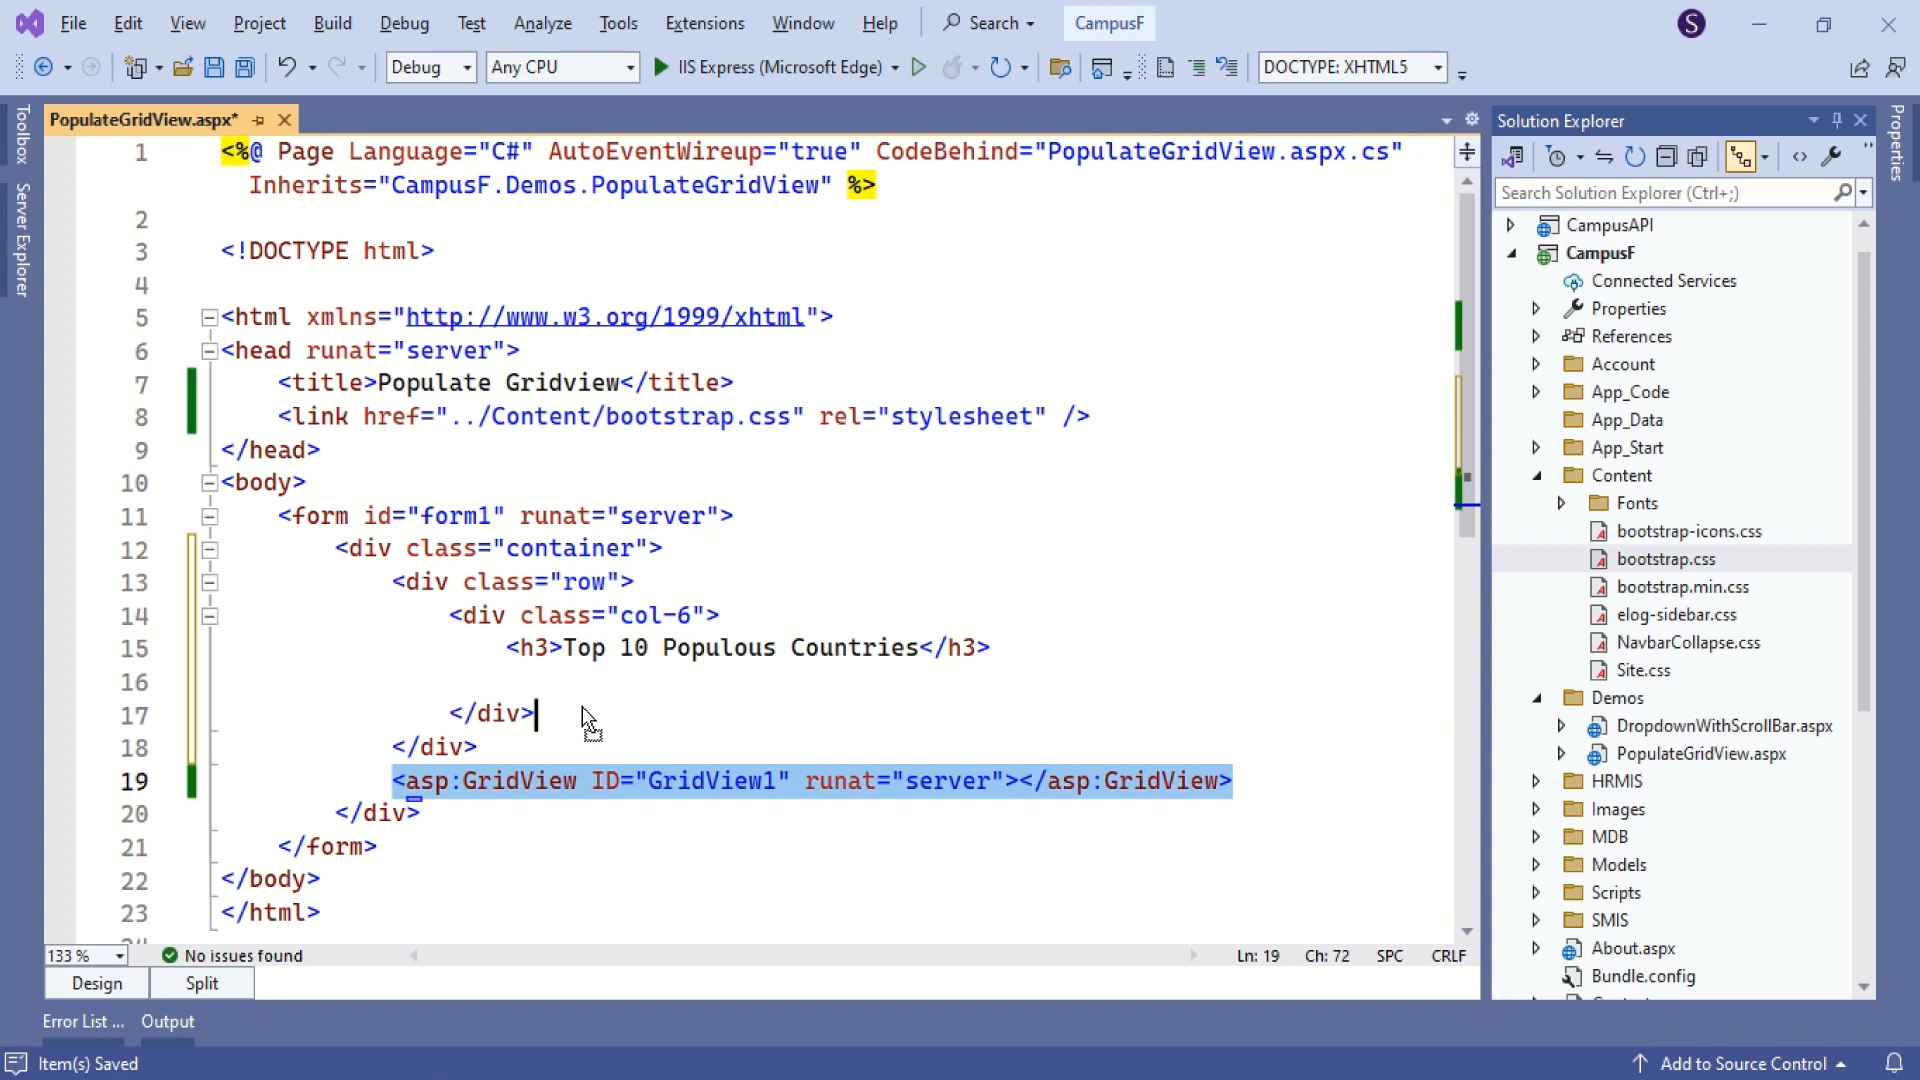 File Edit View Project Build Debug Test Analyze Tools Extensions Window Help Search CampusF S
Debug Any CPU IIS Express (Microsoft Edge) DOCTYPE: XHTML5
Toolbox
Server Explorer
PopulateGridView.aspx*
1 <%@ Page Language="C#" AutoEventWireup="true" CodeBehind="PopulateGridView.aspx.cs"
Inherits="CampusF.Demos.PopulateGridView" %>
2
3 <!DOCTYPE html>
4
5 <html xmlns="http://www.w3.org/1999/xhtml">
6 <head runat="server">
7 <title>Populate Gridview</title>
8 <link href="../Content/bootstrap.css" rel="stylesheet" />
9 </head>
10 <body>
11 <form id="form1" runat="server">
12 <div class="container">
13 <div class="row">
14 <div class="col-6">
15 <h3>Top 10 Populous Countries</h3>
16
17 </div>
18 </div>
19 <asp:GridView ID="GridView1" runat="server"></asp:GridView>
20 </div>
21 </form>
22 </body>
23 </html>
133 % No issues found Ln: 19 Ch: 72 SPC CRLF
Design Split
Error List ... Output
Item(s) Saved Add to Source Control
Solution Explorer
Search Solution Explorer (Ctrl+;)
CampusAPI
CampusF
Connected Services
Properties
References
Account
App_Code
App_Data
App_Start
Content
Fonts
bootstrap-icons.css
bootstrap.css
bootstrap.min.css
elog-sidebar.css
NavbarCollapse.css
Site.css
Demos
DropdownWithScrollBar.aspx
PopulateGridView.aspx
HRMIS
Images
MDB
Models
Scripts
SMIS
About.aspx
Bundle.config
Properties